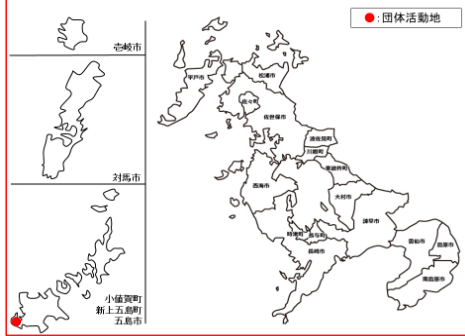 ●:団体活動地
壱岐市
対馬市
小値賀町
新上五島町
五島市
平戸市
松浦市
佐々町
佐世保市
波佐見町
川棚町
東彼杵町
西海市
大村市
時津町
長与町
諫早市
長崎市
雲仙市
島原市
南島原市